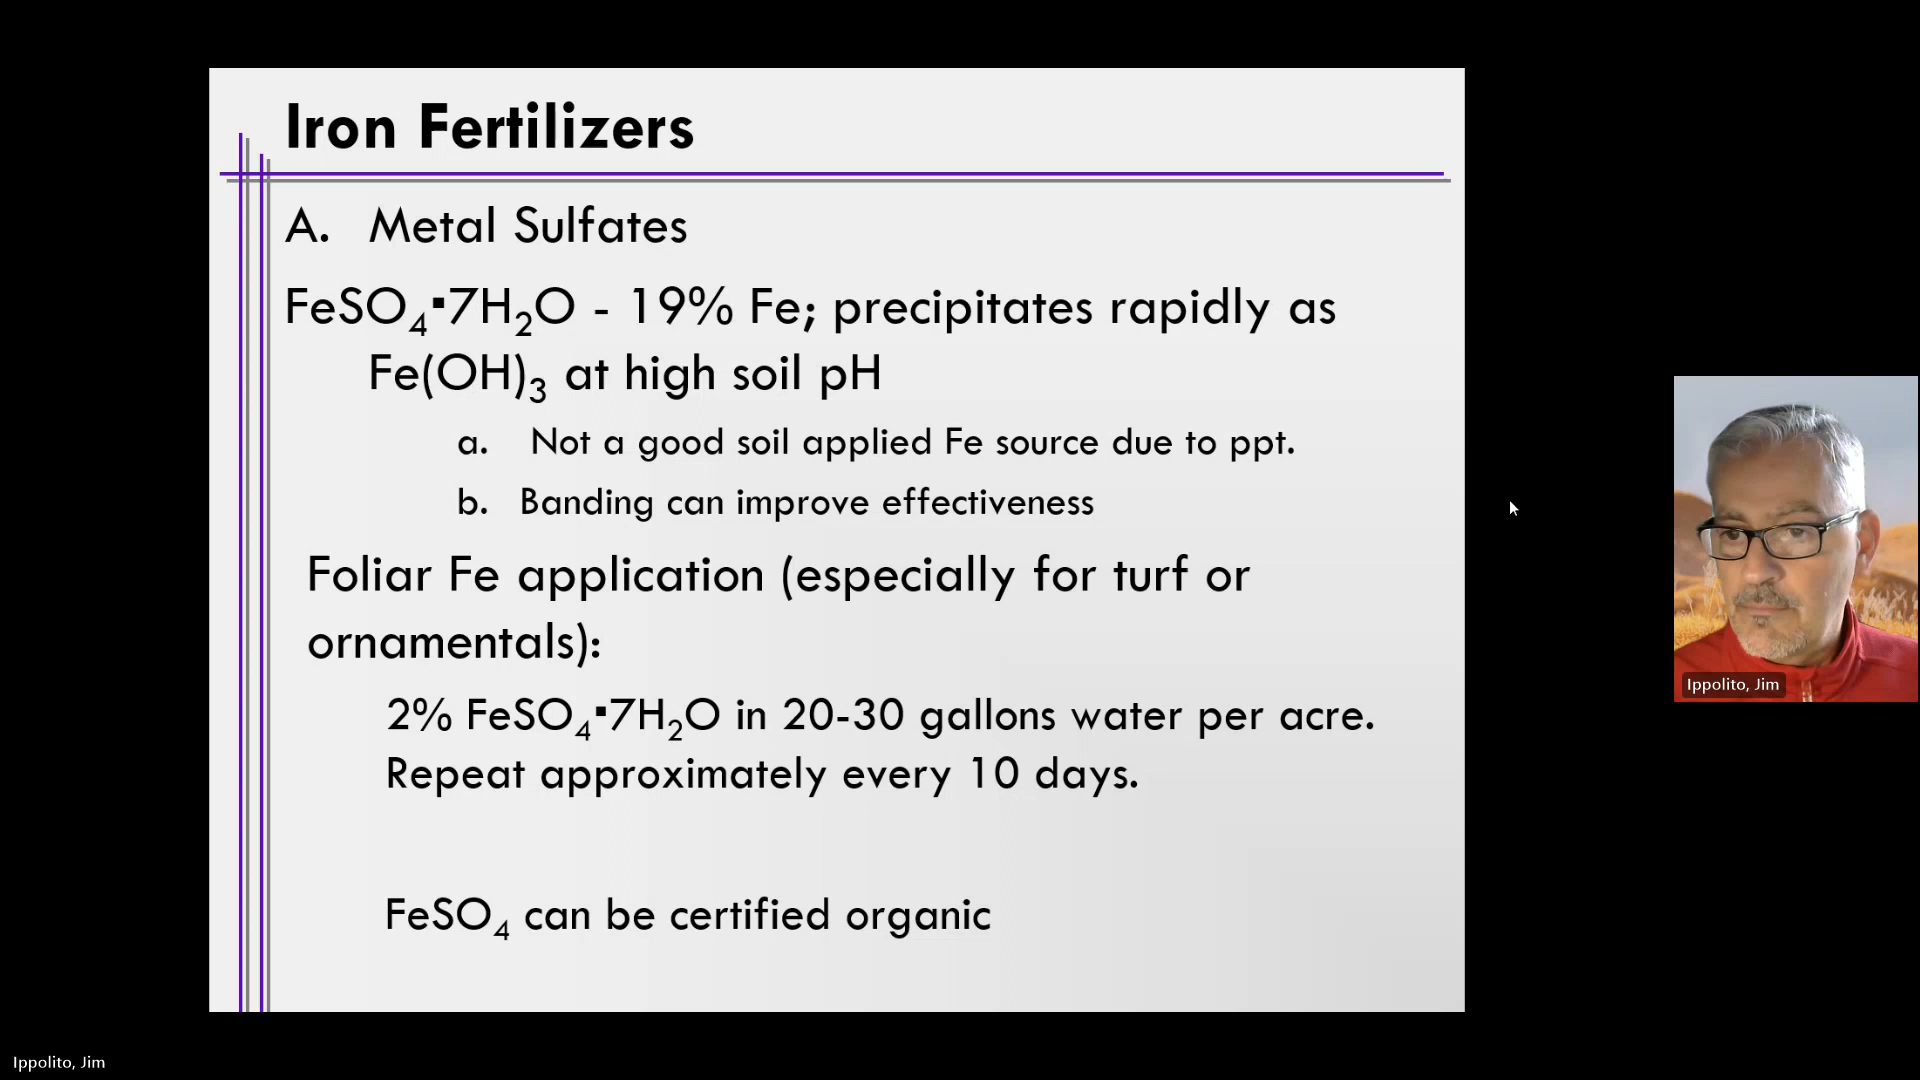 Iron Fertilizers
A. Metal Sulfates
FeSO₄▪7H₂O - 19% Fe; precipitates rapidly as
Fe(OH)₃ at high soil pH
a. Not a good soil applied Fe source due to ppt.
b. Banding can improve effectiveness
Foliar Fe application (especially for turf or
ornamentals):
2% FeSO₄▪7H₂O in 20-30 gallons water per acre.
Repeat approximately every 10 days.
FeSO₄ can be certified organic
Ippolito, Jim
Ippolito, Jim